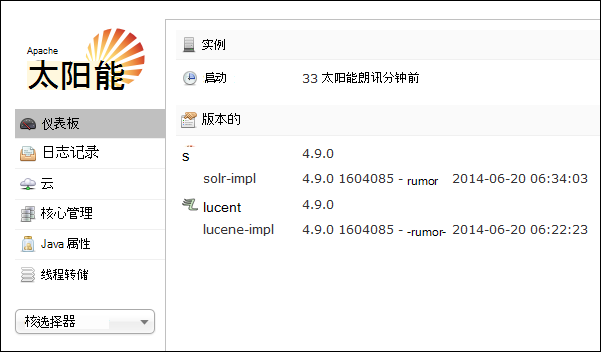 Apache
太阳能
仪表板
日志记录
云
核心管理
Java 属性
线程转储
核选择器
实例
启动 33 太阳能朗讯分钟前
版本的
s 4.9.0
solr-impl 4.9.0 1604085 - rumor 2014-06-20 06:34:03
lucent 4.9.0
lucene-impl 4.9.0 1604085 - -rumor- 2014-06-20 06:22:23